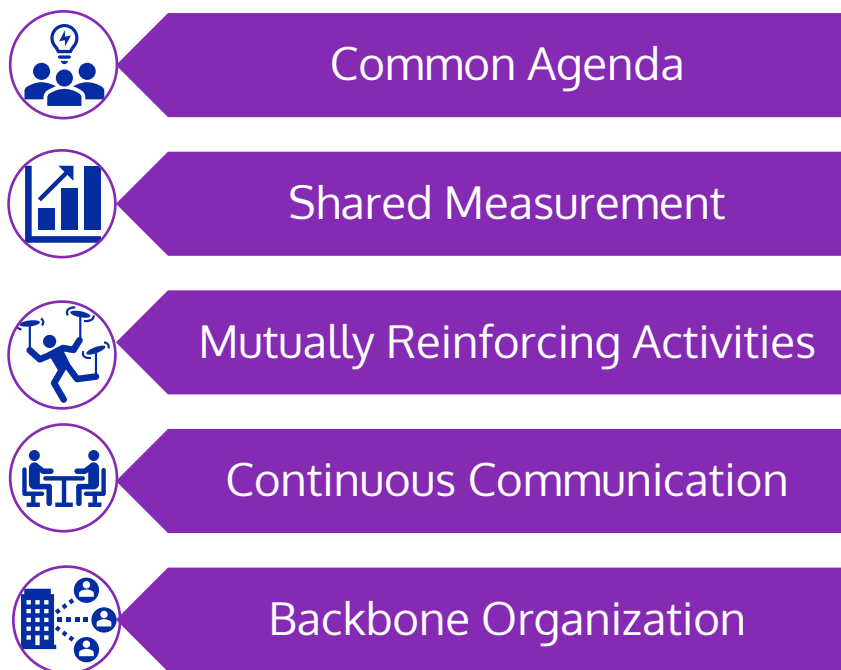 Common Agenda
Shared Measurement
Mutually Reinforcing Activities
Continuous Communication
Backbone Organization